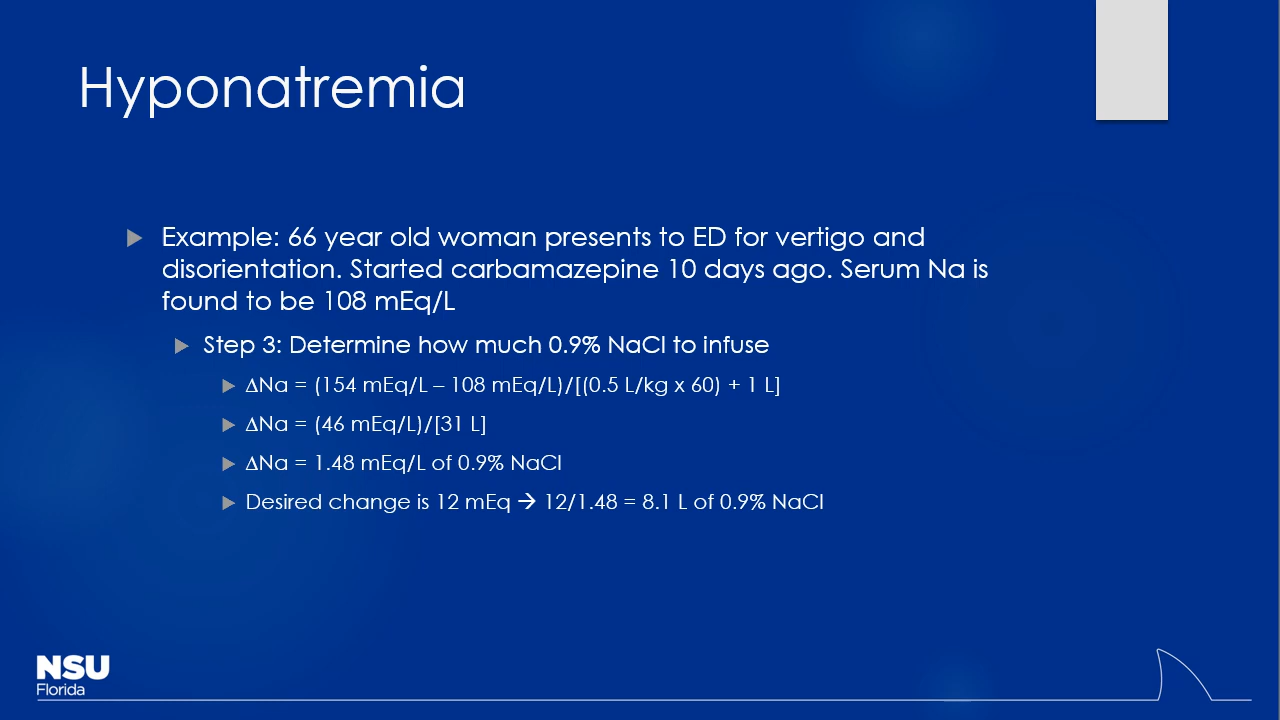 Hyponatremia
Example: 66 year old woman presents to ED for vertigo and
disorientation. Started carbamazepine 10 days ago. Serum Na is
found to be 108 mEq/L
Step 3: Determine how much 0.9% NaCl to infuse
∆Na = (154 mEq/L – 108 mEq/L)/[(0.5 L/kg x 60) + 1 L]
∆Na = (46 mEq/L)/[31 L]
∆Na = 1.48 mEq/L of 0.9% NaCl
Desired change is 12 mEq → 12/1.48 = 8.1 L of 0.9% NaCl
NSU
Florida